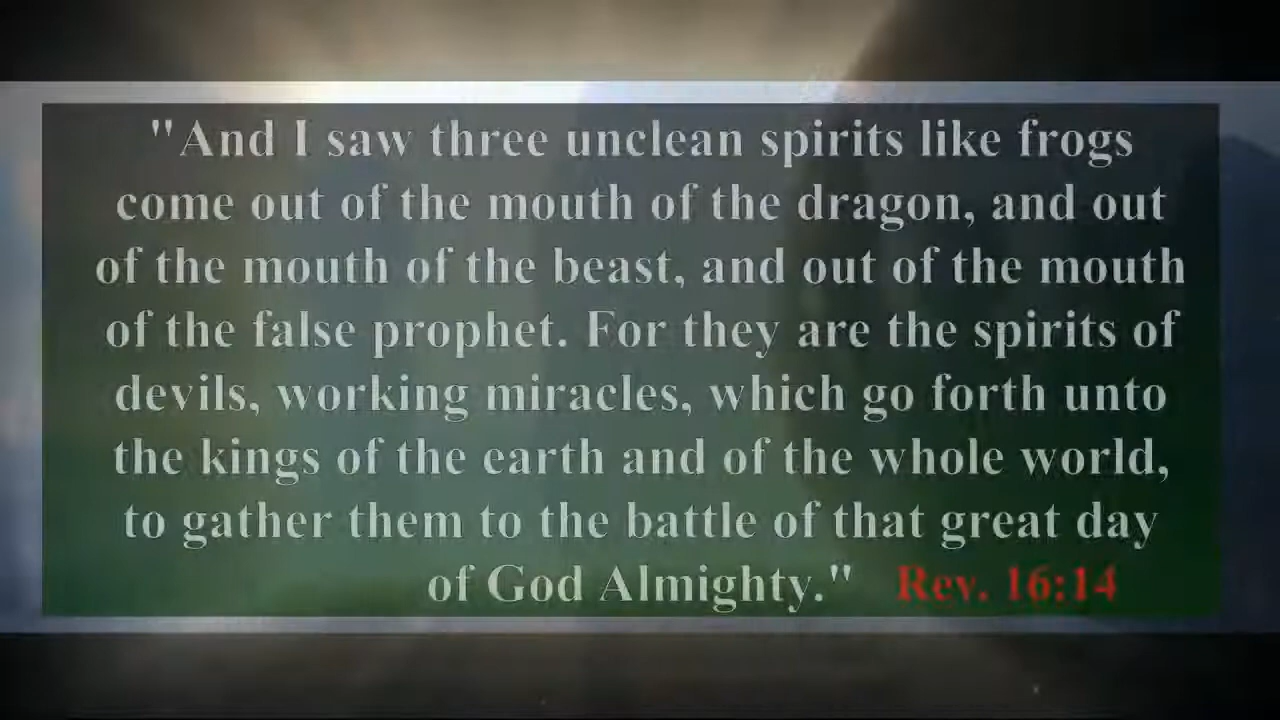 "And I saw three unclean spirits like frogs
come out of the mouth of the dragon, and out
of the mouth of the beast, and out of the mouth
of the false prophet. For they are the spirits of
devils, working miracles, which go forth unto
the kings of the earth and of the whole world,
to gather them to the battle of that great day
of God Almighty." Rev. 16:14